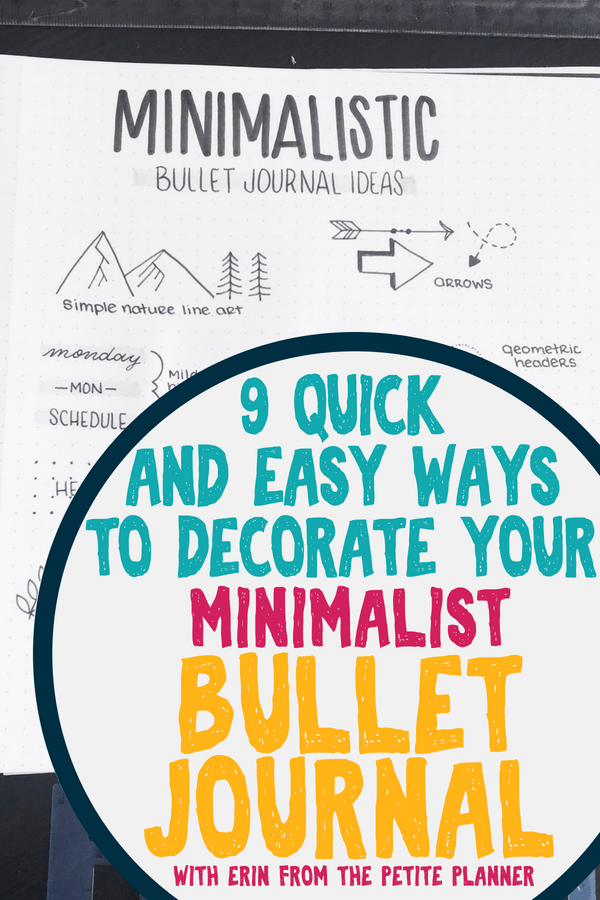 MINIMALISTIC
BULLET JOURNAL IDEAS
simple nature line art
ARROWS
monday
-MON-
SCHEDULE
geometric
headers
9 QUICK
AND EASY WAYS
TO DECORATE YOUR
MINIMALIST
BULLET
JOURNAL
WITH ERIN FROM THE PETITE PLANNER